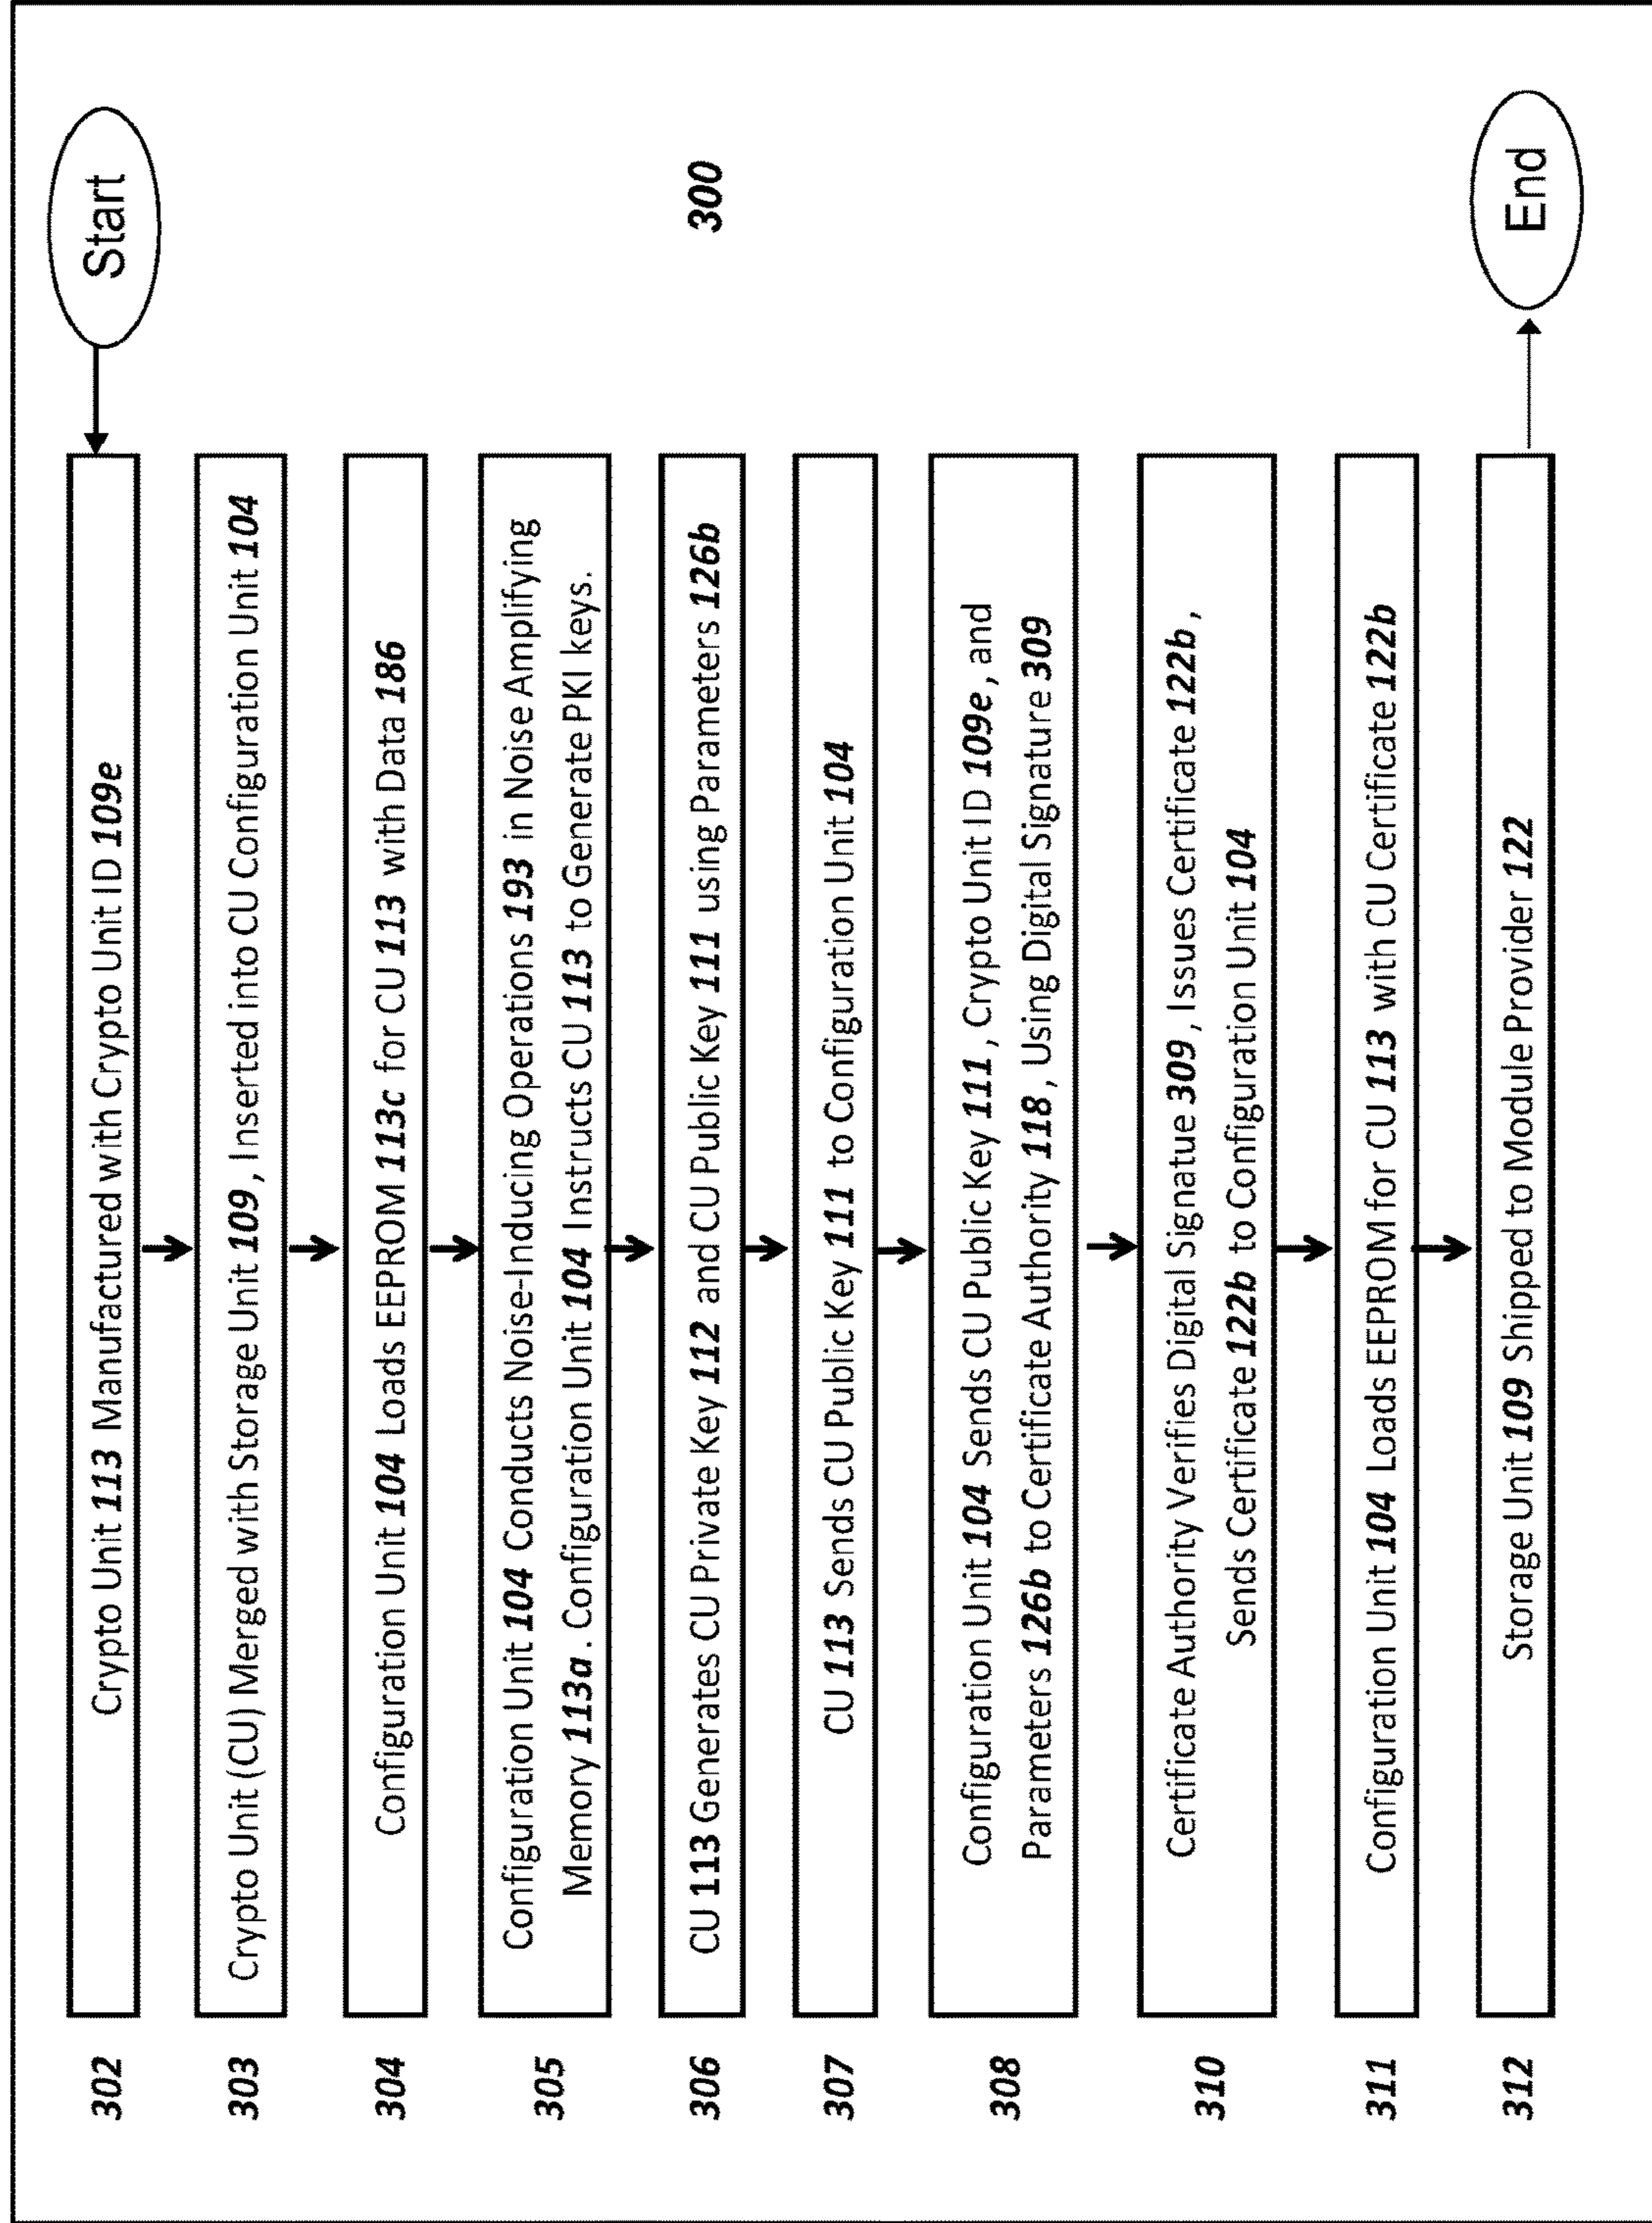 Start
302
Crypto Unit 113 Manufactured with Crypto Unit ID 109e
303
Crypto Unit (CU) Merged with Storage Unit 109, Inserted into CU Configuration Unit 104
304
Configuration Unit 104 Loads EEPROM 113c for CU 113 with Data 186
305
Configuration Unit 104 Conducts Noise-Inducing Operations 193 in Noise Amplifying
Memory 113a. Configuration Unit 104 Instructs CU 113 to Generate PKI keys.
306
CU 113 Generates CU Private Key 112 and CU Public Key 111 using Parameters 126b
300
307
CU 113 Sends CU Public Key 111 to Configuration Unit 104
308
Configuration Unit 104 Sends CU Public Key 111, Crypto Unit ID 109e, and
Parameters 126b to Certificate Authority 118, Using Digital Signature 309
310
Certificate Authority Verifies Digital Signatue 309, Issues Certificate 122b,
Sends Certificate 122b to Configuration Unit 104
311
Configuration Unit 104 Loads EEPROM for CU 113 with CU Certificate 122b
312
Storage Unit 109 Shipped to Module Provider 122
End